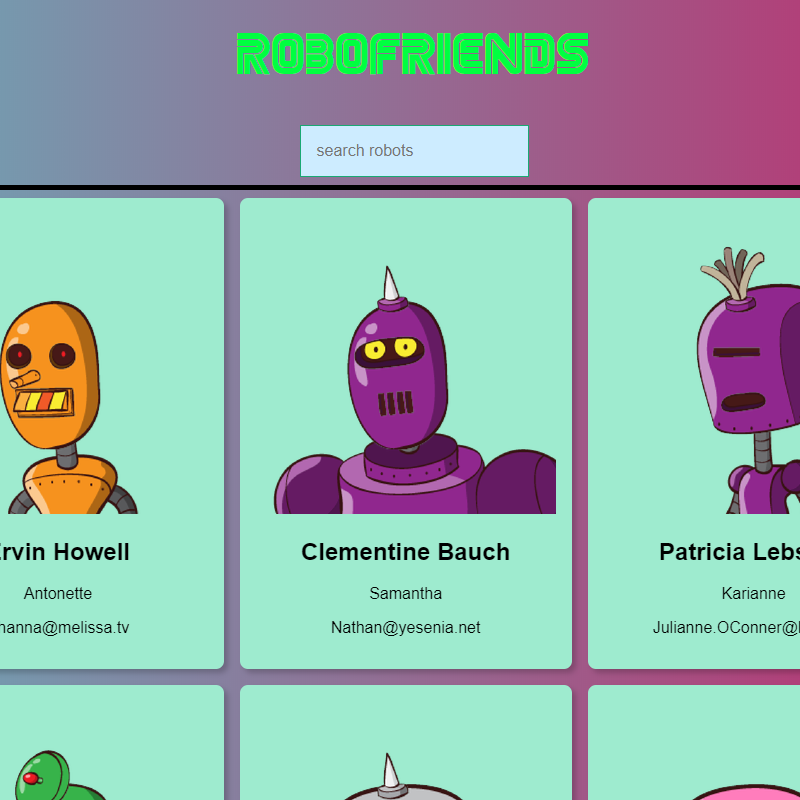 ROBOFRIENDS
search robots
rvin Howell
Clementine Bauch
Patricia Lebs
Antonette
Samantha
Karianne
hanna@melissa.tv
Nathan@yesenia.net
Julianne.OConner@